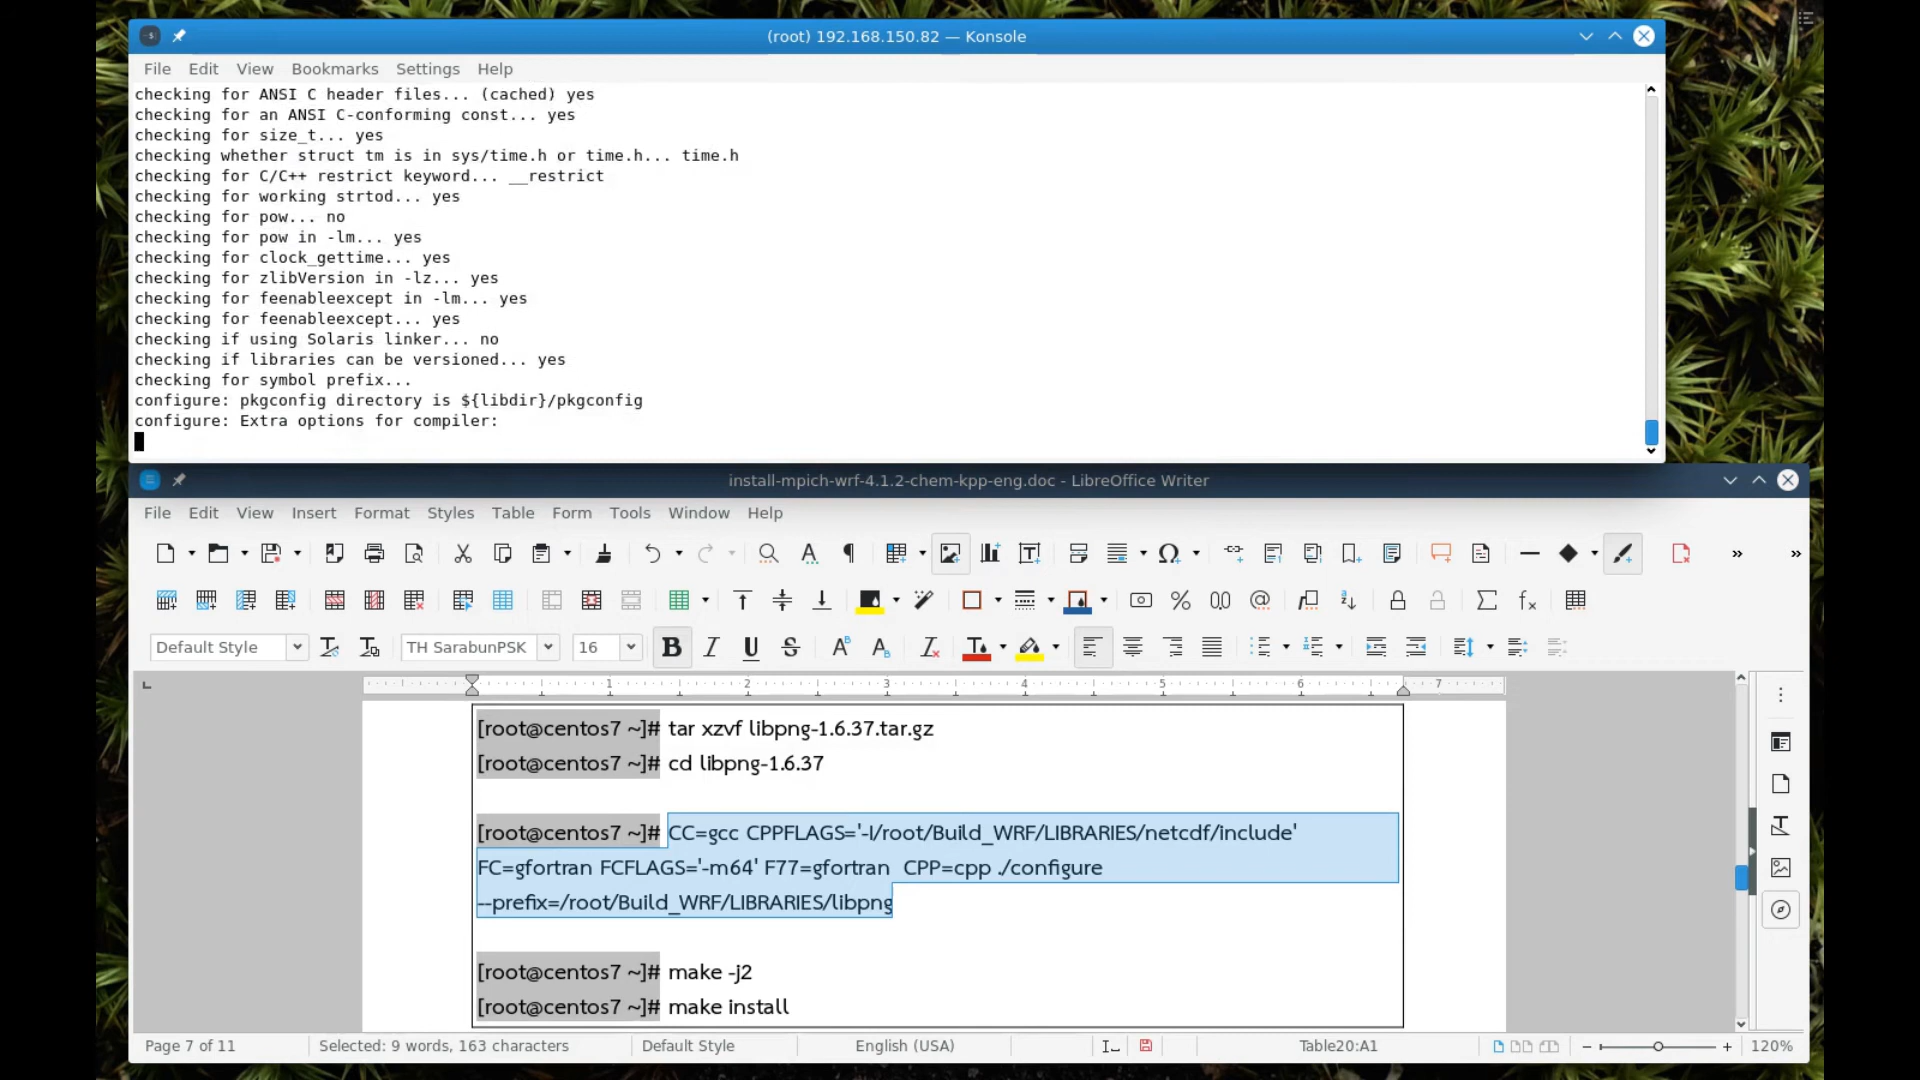 (root) 192.168.150.82 — Konsole
File Edit View Bookmarks Settings Help
checking for ANSI C header files... (cached) yes
checking for an ANSI C-conforming const... yes
checking for size_t... yes
checking whether struct tm is in sys/time.h or time.h... time.h
checking for C/C++ restrict keyword... __restrict
checking for working strtod... yes
checking for pow... no
checking for pow in -lm... yes
checking for clock_gettime... yes
checking for zlibVersion in -lz... yes
checking for feenableexcept in -lm... yes
checking for feenableexcept... yes
checking if using Solaris linker... no
checking if libraries can be versioned... yes
checking for symbol prefix...
configure: pkgconfig directory is ${libdir}/pkgconfig
configure: Extra options for compiler:
install-mpich-wrf-4.1.2-chem-kpp-eng.doc - LibreOffice Writer
File Edit View Insert Format Styles Table Form Tools Window Help
Default Style TH SarabunPSK 16
1 2 3 4 5 6 7
[root@centos7 ~]# tar xzvf libpng-1.6.37.tar.gz
[root@centos7 ~]# cd libpng-1.6.37
[root@centos7 ~]# CC=gcc CPPFLAGS='-I/root/Build_WRF/LIBRARIES/netcdf/include'
FC=gfortran FCFLAGS='-m64' F77=gfortran  CPP=cpp ./configure
--prefix=/root/Build_WRF/LIBRARIES/libpng
[root@centos7 ~]# make -j2
[root@centos7 ~]# make install
Page 7 of 11 Selected: 9 words, 163 characters Default Style English (USA) Table20:A1 120%